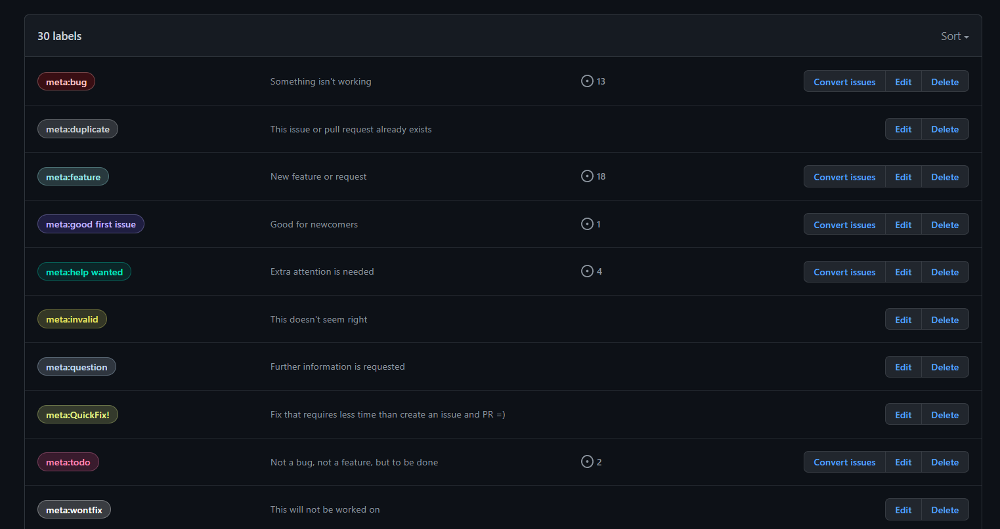 30 labels Sort
meta:bug Something isn't working 13 Convert issues Edit Delete
meta:duplicate This issue or pull request already exists Edit Delete
meta:feature New feature or request 18 Convert issues Edit Delete
meta:good first issue Good for newcomers 1 Convert issues Edit Delete
meta:help wanted Extra attention is needed 4 Convert issues Edit Delete
meta:invalid This doesn't seem right Edit Delete
meta:question Further information is requested Edit Delete
meta:QuickFix! Fix that requires less time than create an issue and PR =) Edit Delete
meta:todo Not a bug, not a feature, but to be done 2 Convert issues Edit Delete
meta:wontfix This will not be worked on Edit Delete